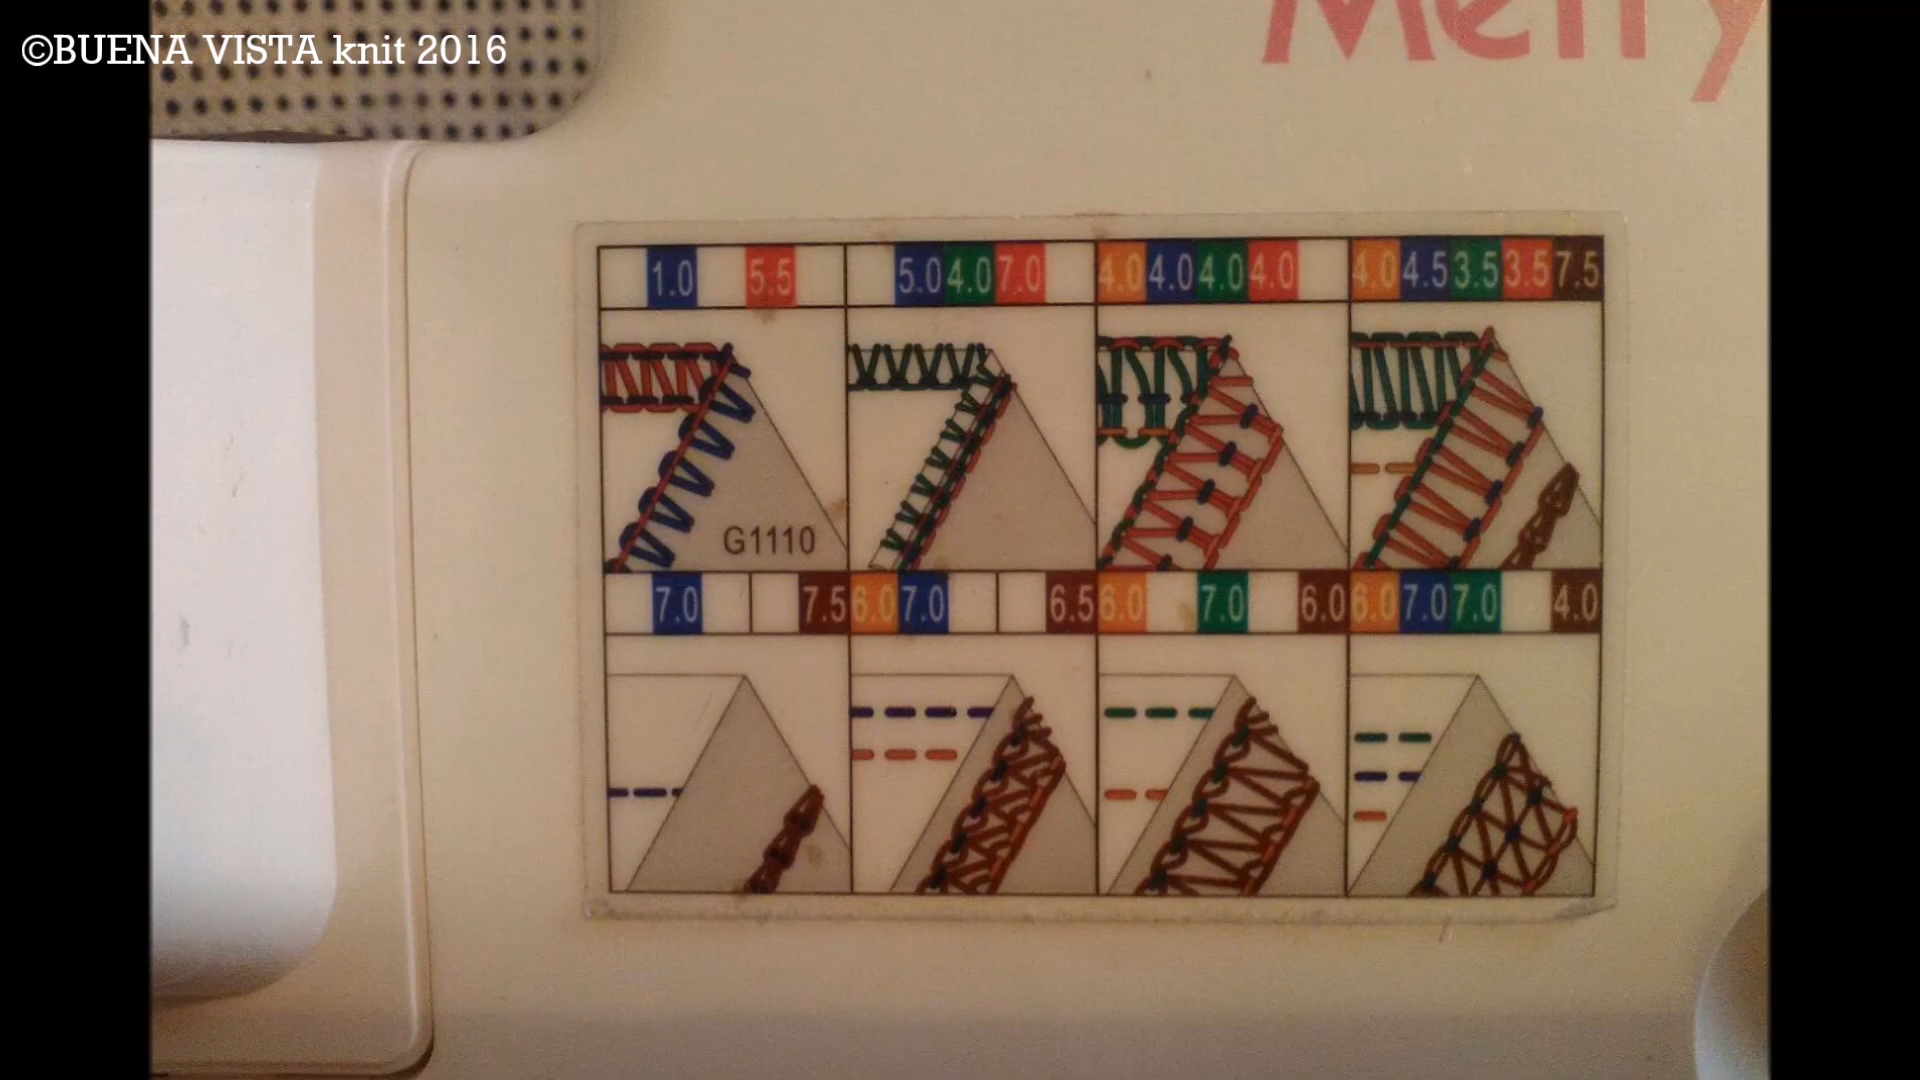 ©BUENA VISTA knit 2016
Merry
1.0 5.5 5.0 4.0 7.0 4.0 4.0 4.0 4.0 4.0 4.5 3.5 3.5 7.5
G1110
7.0 7.5 6.0 7.0 6.5 6.0 7.0 6.0 6.0 7.0 7.0 4.0